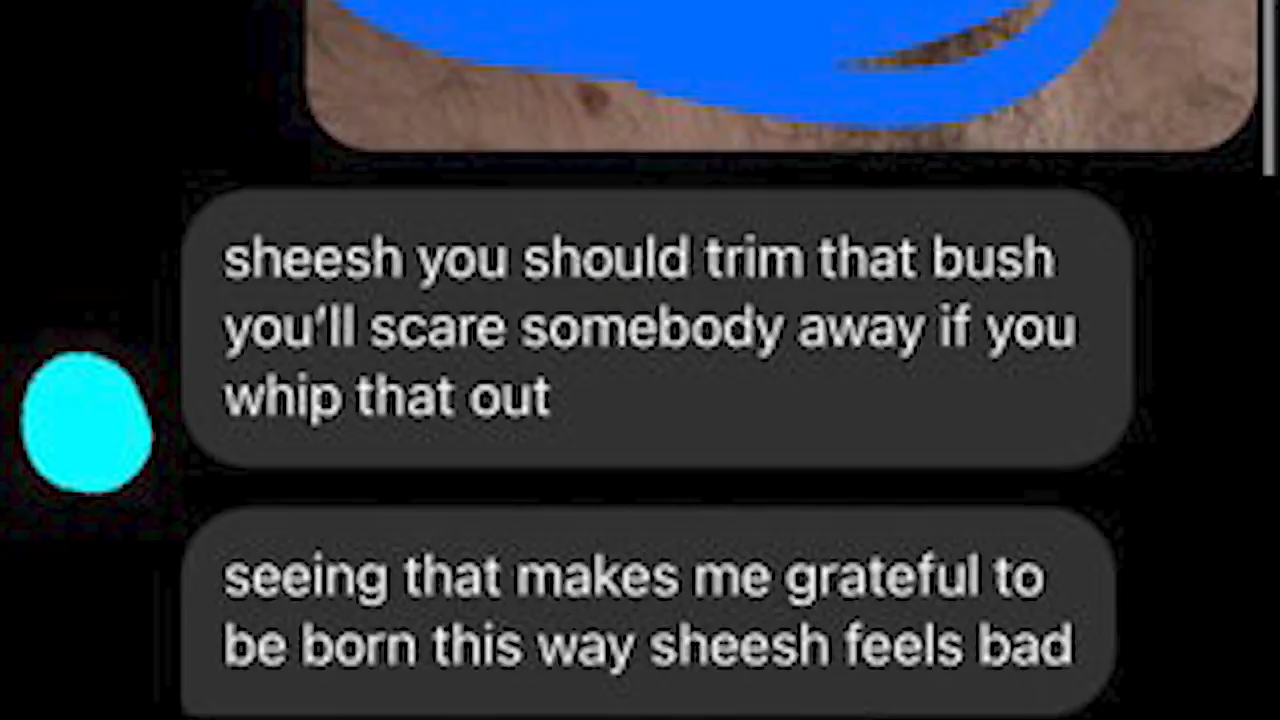 sheesh you should trim that bush
you’ll scare somebody away if you
whip that out
seeing that makes me grateful to
be born this way sheesh feels bad